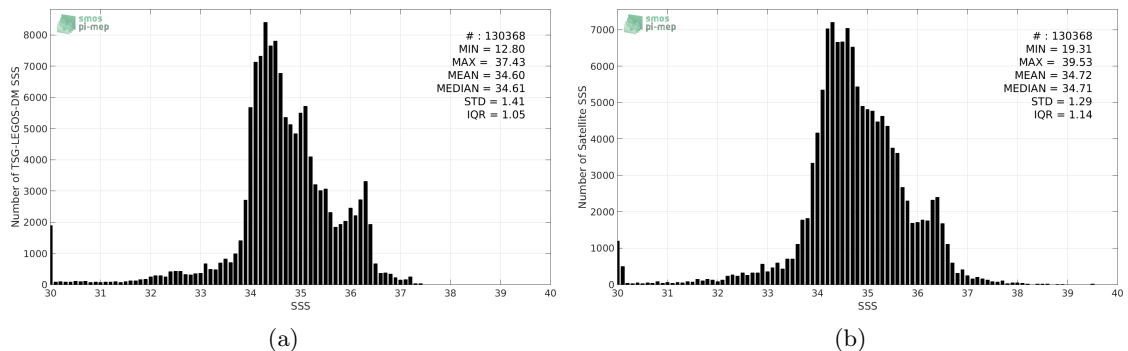 smos
pi-mep
# : 130368
MIN = 12.80
MAX = 37.43
MEAN = 34.60
MEDIAN = 34.61
STD = 1.41
IQR = 1.05
Number of TSG-LEGOS-DM SSS
8000
7000
6000
5000
4000
3000
2000
1000
0
30 31 32 33 34 35 36 37 38 39 40
SSS
(a)
smos
pi-mep
# : 130368
MIN = 19.31
MAX = 39.53
MEAN = 34.72
MEDIAN = 34.71
STD = 1.29
IQR = 1.14
Number of Satellite SSS
7000
6000
5000
4000
3000
2000
1000
0
30 31 32 33 34 35 36 37 38 39 40
SSS
(b)